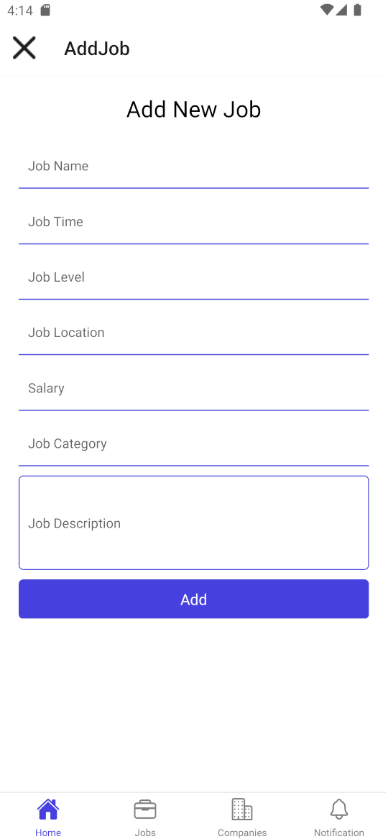 4:14
AddJob
Add New Job
Job Name
Job Time
Job Level
Job Location
Salary
Job Category
Job Description
Add
Home Jobs Companies Notification